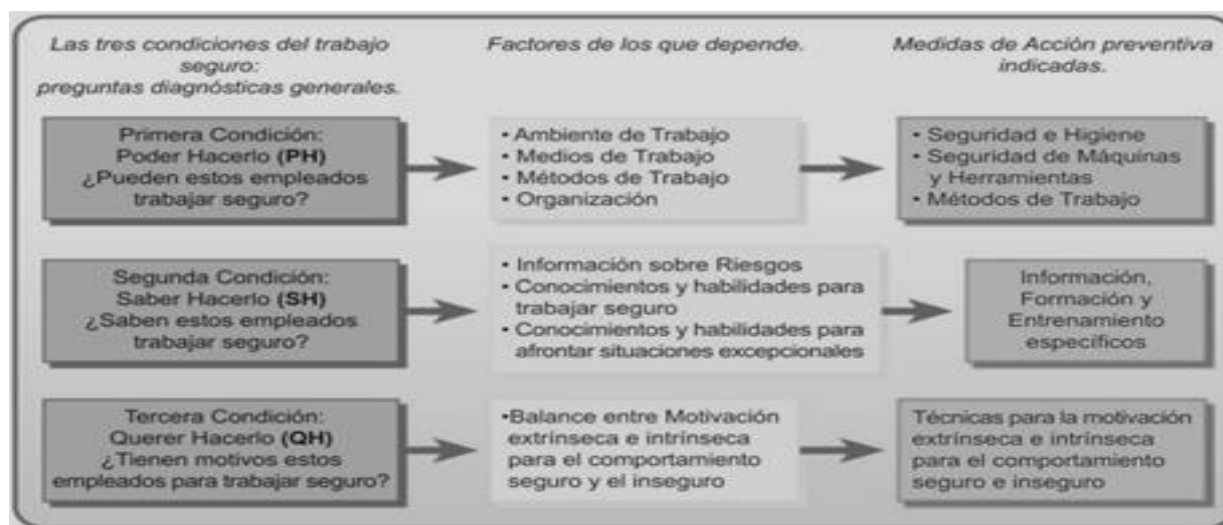 Las tres condiciones del trabajo
seguro:
preguntas diagnósticas generales.
Factores de los que depende.
Medidas de Acción preventiva
indicadas.
Primera Condición:
Poder Hacerlo (PH)
¿Pueden estos empleados
trabajar seguro?
• Ambiente de Trabajo
• Medios de Trabajo
• Métodos de Trabajo
• Organización
• Seguridad e Higiene
• Seguridad de Máquinas
y Herramientas
• Métodos de Trabajo
Segunda Condición:
Saber Hacerlo (SH)
¿Saben estos empleados
trabajar seguro?
• Información sobre Riesgos
• Conocimientos y habilidades para
trabajar seguro
• Conocimientos y habilidades para
afrontar situaciones excepcionales
Información,
Formación y
Entrenamiento
específicos
Tercera Condición:
Querer Hacerlo (QH)
¿Tienen motivos estos
empleados para trabajar seguro?
•Balance entre Motivación
extrínseca e intrínseca
para el comportamiento
seguro y el inseguro
Técnicas para la motivación
extrínseca e intrínseca
para el comportamiento
seguro e inseguro